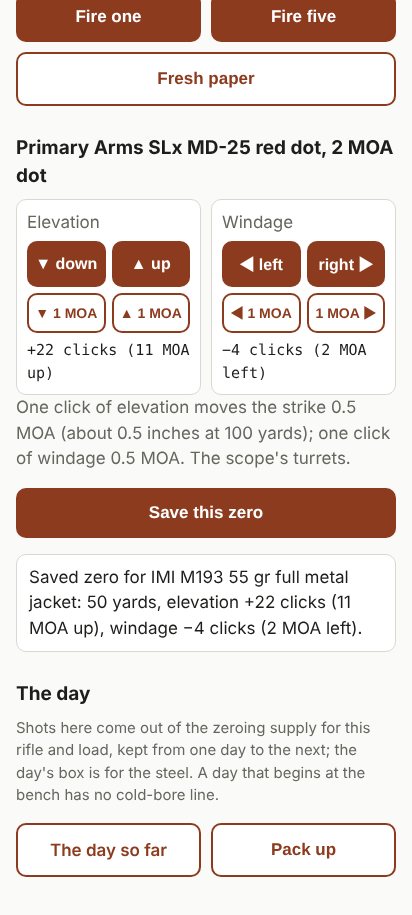 Fire one
Fire five
Fresh paper
Primary Arms SLx MD-25 red dot, 2 MOA
dot
Elevation
▼ down
▲ up
▼ 1 MOA
▲ 1 MOA
+22 clicks (11 MOA
up)
Windage
◀ left
right ▶
◀ 1 MOA
1 MOA ▶
−4 clicks (2 MOA
left)
One click of elevation moves the strike 0.5
MOA (about 0.5 inches at 100 yards); one click
of windage 0.5 MOA. The scope's turrets.
Save this zero
Saved zero for IMI M193 55 gr full metal
jacket: 50 yards, elevation +22 clicks (11
MOA up), windage −4 clicks (2 MOA left).
The day
Shots here come out of the zeroing supply for this
rifle and load, kept from one day to the next; the
day's box is for the steel. A day that begins at the
bench has no cold-bore line.
The day so far
Pack up